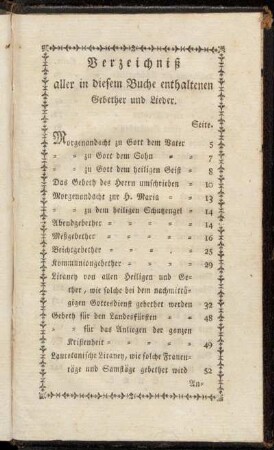 Verzeichniß
aller in diesem Buche enthaltenen
Gebether und Lieder.
Seite.
Morgenandacht zu Gott dem Vater 5
= = zu Gott dem Sohn = = 7
= = zu Gott dem heiligen Geist = 8
Das Gebeth des Herrn umschrieben = 10
Morgenandacht zur H. Maria = = 13
= = zu dem heiligen Schutzengel = 14
Abendgebether = = = = = = 14
Meßgebether = = = = = = 16
Beichtgebether = = = = = = 25
Kommuniongebether = = = = = 29
Litaney von allen Heiligen und Ge-
bether, wie solche bei dem nachmittä-
gigen Gottesdienst gebethet werden 32
Gebeth für den Landesfürsten = = 48
= = für das Anliegen der ganzen
Kristenheit = = = = = 49
Lauretanische Litaney, wie solche Frauen-
täge und Samstäge gebethet wird 52
An-